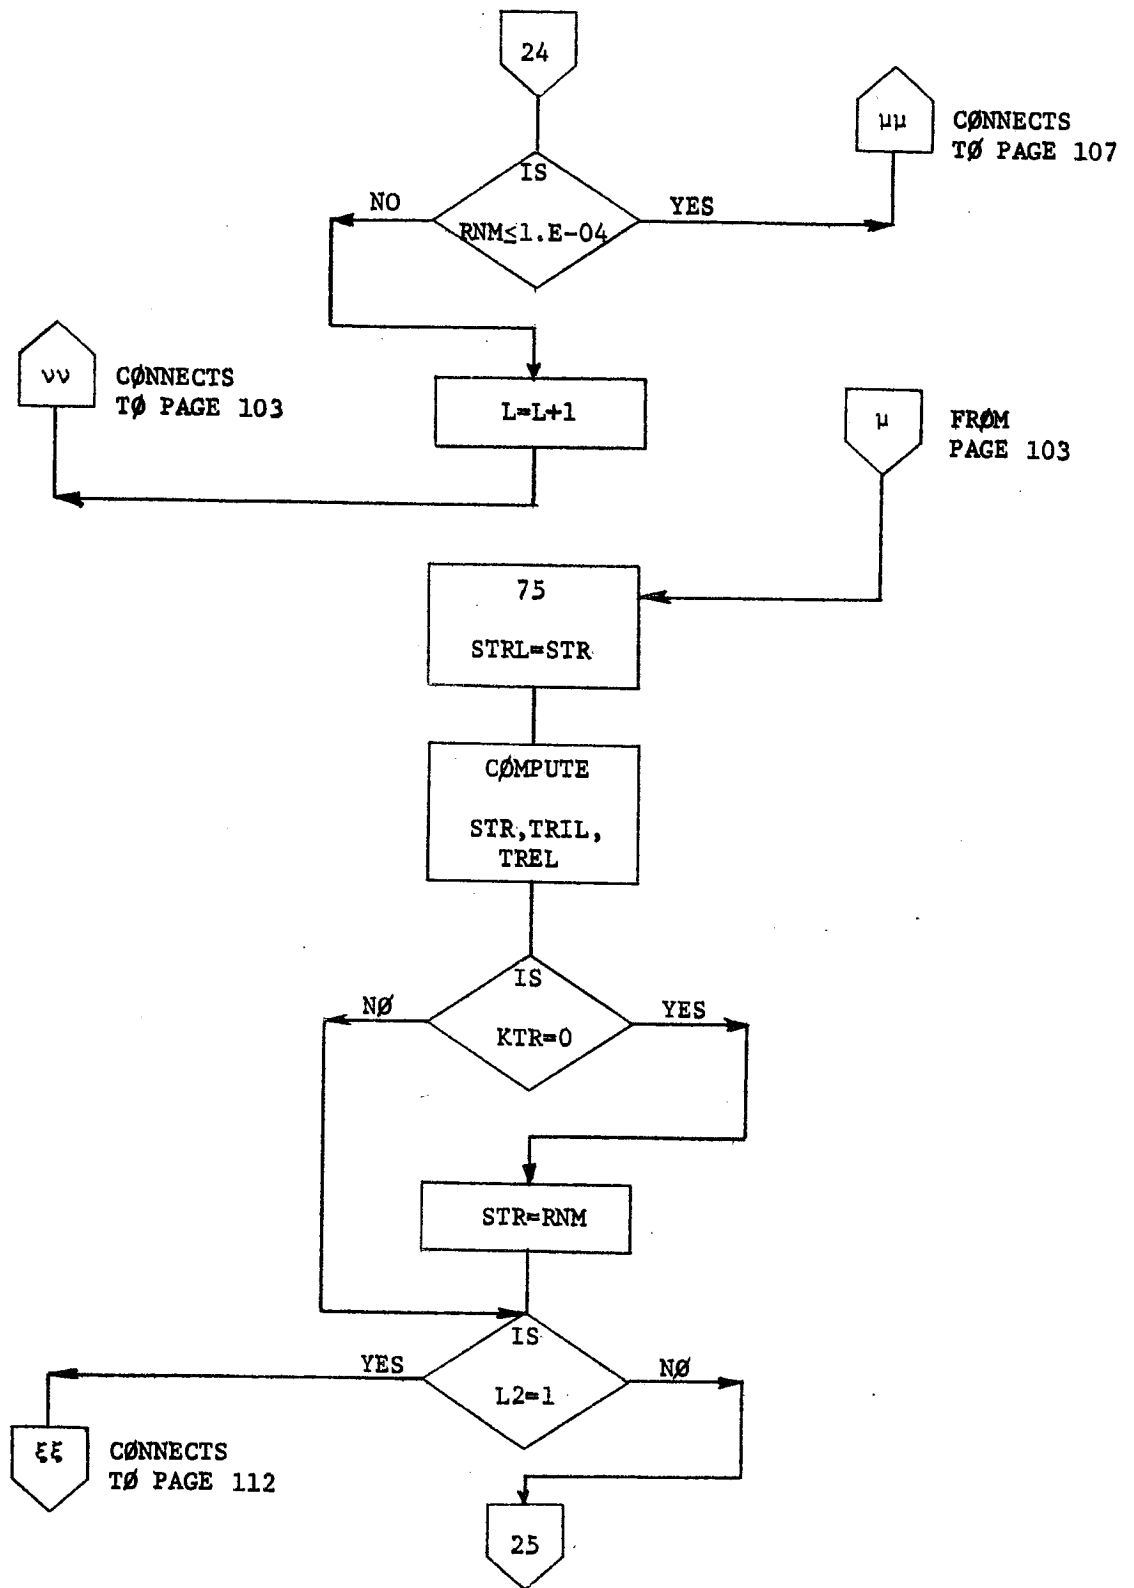 24
μμ
CØNNECTS
TØ PAGE 107
IS
NO
YES
RNM≤1.E-04
νν
CØNNECTS
TØ PAGE 103
L=L+1
μ
FRØM
PAGE 103
75
STRL=STR
CØMPUTE
STR,TRIL,
TREL
IS
NØ
YES
KTR=0
STR=RNM
IS
YES
NØ
L2=1
ξξ
CØNNECTS
TØ PAGE 112
25